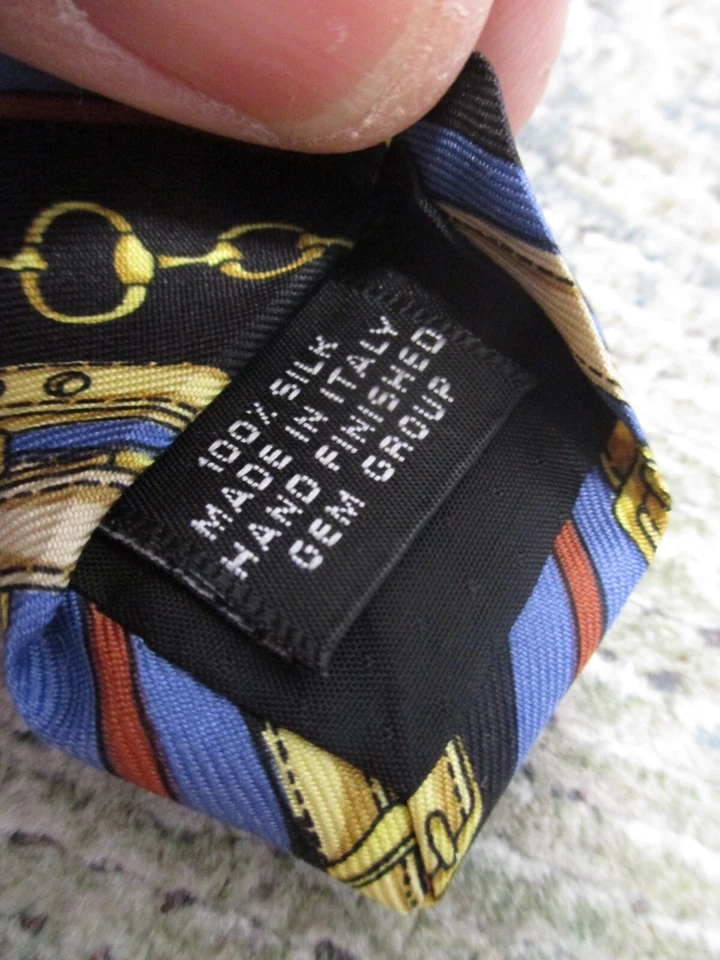 100% SILK
MADE IN ITALY
HAND FINISHED
GEM GROUP